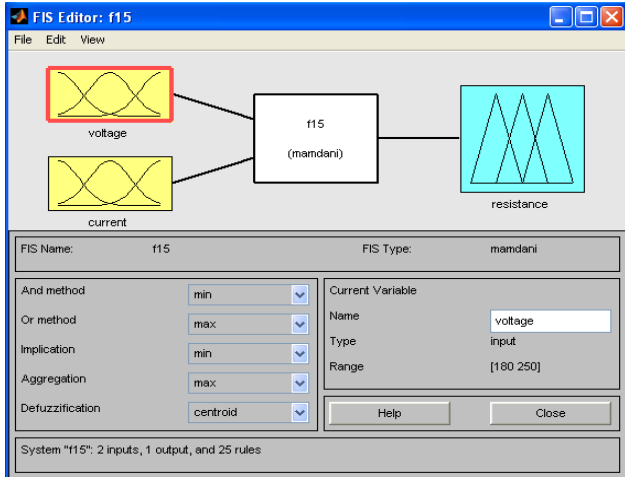 FIS Editor: f15
File Edit View
voltage
current
f15
(mamdani)
resistance
FIS Name: f15 FIS Type: mamdani
And method min
Or method max
Implication min
Aggregation max
Defuzzification centroid
Current Variable
Name voltage
Type input
Range [180 250]
Help Close
System "f15": 2 inputs, 1 output, and 25 rules